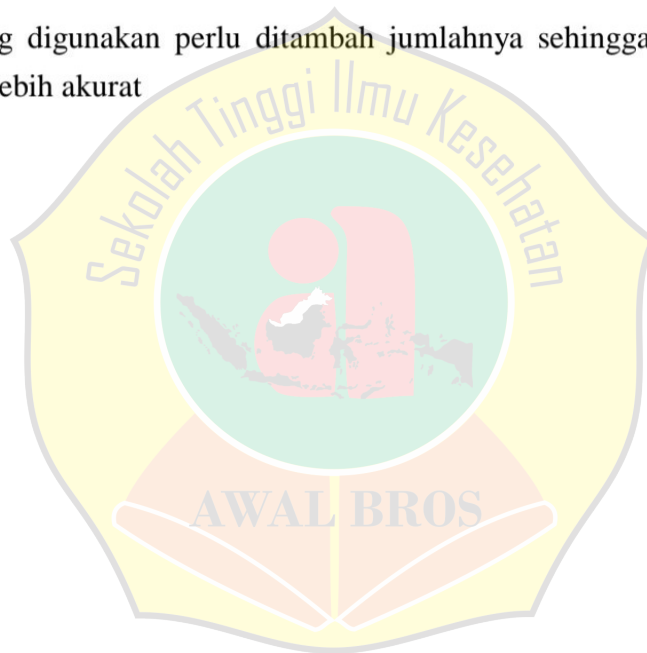 g digunakan perlu ditambah jumlahnya sehingga
ebih akurat
Sekolah Tinggi Ilmu Kesehatan
AWAL BROS